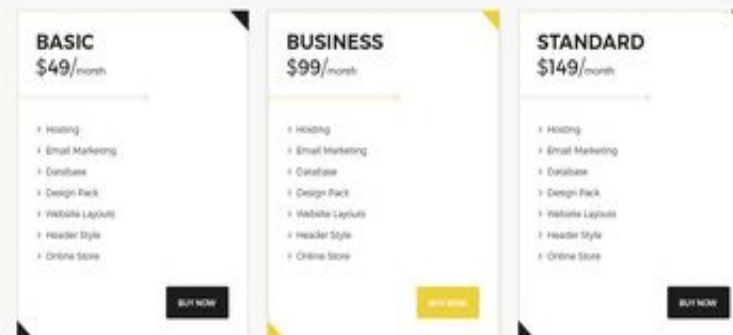 BASIC
$49/month
Hosting
Email Marketing
Database
Design Pack
Website Layouts
Header Style
Online Store
BUY NOW
BUSINESS
$99/month
Hosting
Email Marketing
Database
Design Pack
Website Layouts
Header Style
Online Store
BUY NOW
STANDARD
$149/month
Hosting
Email Marketing
Database
Design Pack
Website Layouts
Header Style
Online Store
BUY NOW